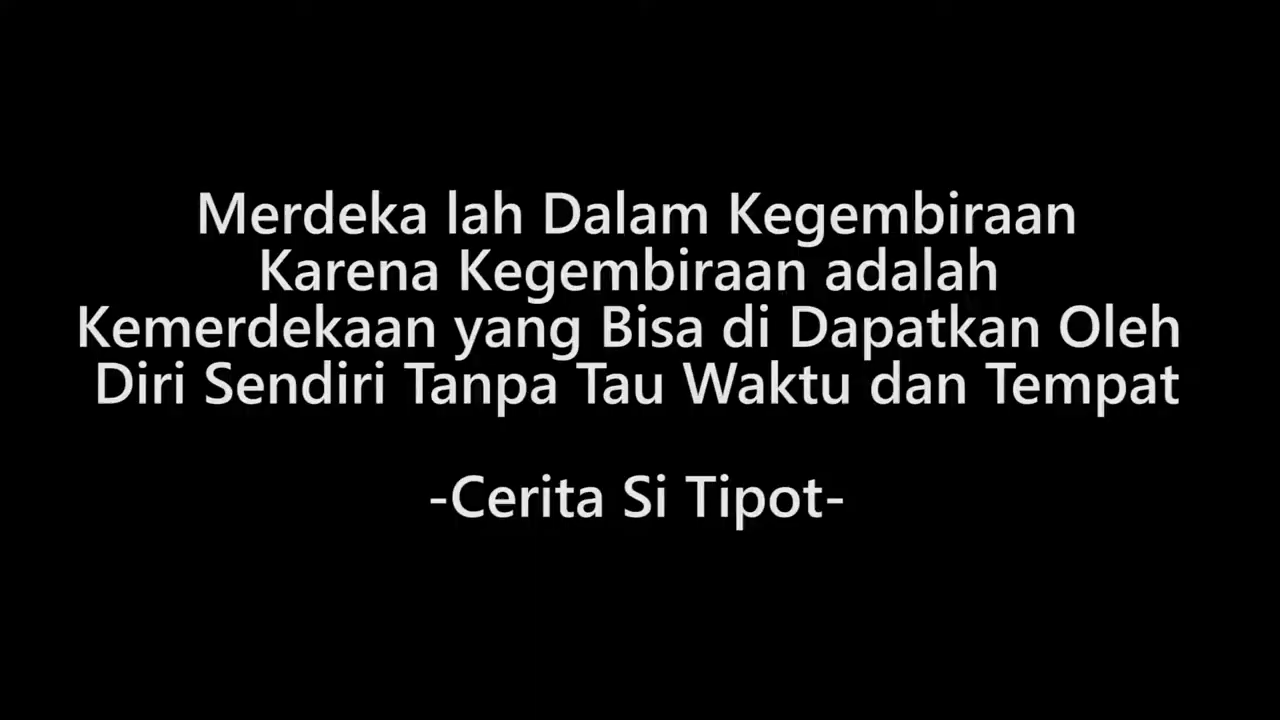 Merdeka lah Dalam Kegembiraan
Karena Kegembiraan adalah
Kemerdekaan yang Bisa di Dapatkan Oleh
Diri Sendiri Tanpa Tau Waktu dan Tempat
-Cerita Si Tipot-